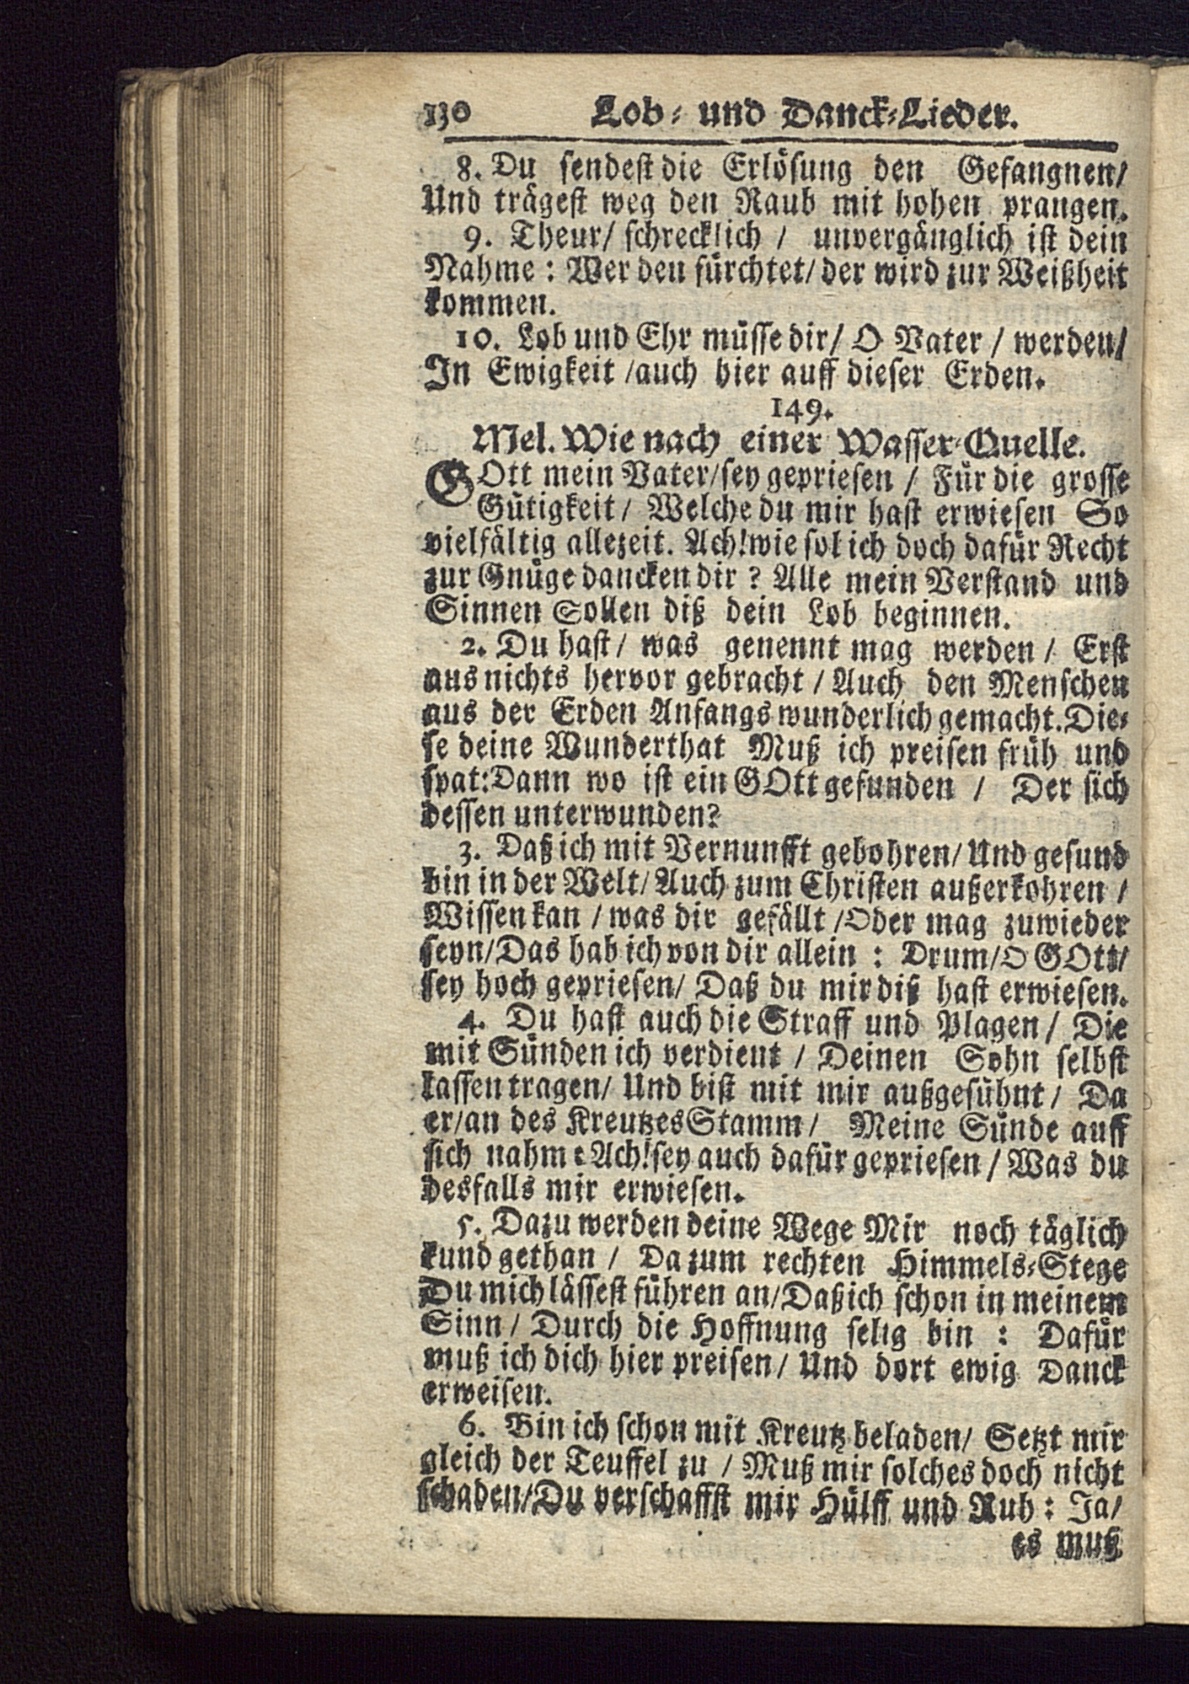 130 Lob- und Danck-Lieder.
8. Du sendest die Erlösung den Gefangnen/
Und trägest weg den Raub mit hohen prangen.
9. Theur/ schrecklich / unvergänglich ist dein
Nahme: Wer den fürchtet/ der wird zur Weißheit
kommen.
10. Lob und Ehr müsse dir/ O Vater / werden/
In Ewigkeit /auch hier auff dieser Erden.
149.
Mel. Wie nach einer Wasser-Quelle.
GOtt mein Vater/sey gepriesen / Für die grosse
Gütigkeit/ Welche du mir hast erwiesen So
vielfältig allezeit. Ach! wie sol ich doch dafür Recht
zur Gnüge dancken dir? Alle mein Verstand und
Sinnen Sollen diß dein Lob beginnen.
2. Du hast/ was genennt mag werden/ Erst
aus nichts hervor gebracht / Auch den Menschen
aus der Erden Anfangs wunderlich gemacht. Die-
se deine Wunderthat Muß ich preisen früh und
spat: Dann wo ist ein GOtt gefunden / Der sich
dessen unterwunden?
3. Daß ich mit Vernunfft gebohren/ Und gesund
bin in der Welt/ Auch zum Christen außerkohren /
Wissen kan / was dir gefällt /Oder mag zuwieder
seyn/Das hab ich von dir allein: Drum/O GOtt/
sey hoch gepriesen/ Daß du mir diß hast erwiesen.
4. Du hast auch die Straff und Plagen/ Die
mit Sünden ich verdient / Deinen Sohn selbst
lassen tragen/ Und bist mit mir außgesühnt/ Da
er/an des Kreutzes Stamm/ Meine Sünde auff
sich nahm: Ach! sey auch dafür gepriesen / Was du
desfalls mir erwiesen.
5. Dazu werden deine Wege Mir noch täglich
kund gethan / Da zum rechten Himmels-Stege
Du mich lässest führen an/Daß ich schon in meinem
Sinn/ Durch die Hoffnung selig bin: Dafür
muß ich dich hier preisen/ Und dort ewig Danck
erweisen.
6. Bin ich schon mit Kreutz beladen/ Setzt mir
gleich der Teuffel zu / Muß mir solches doch nicht
schaden/Du verschaffst mir Hülff und Ruh: Ja/
es muß